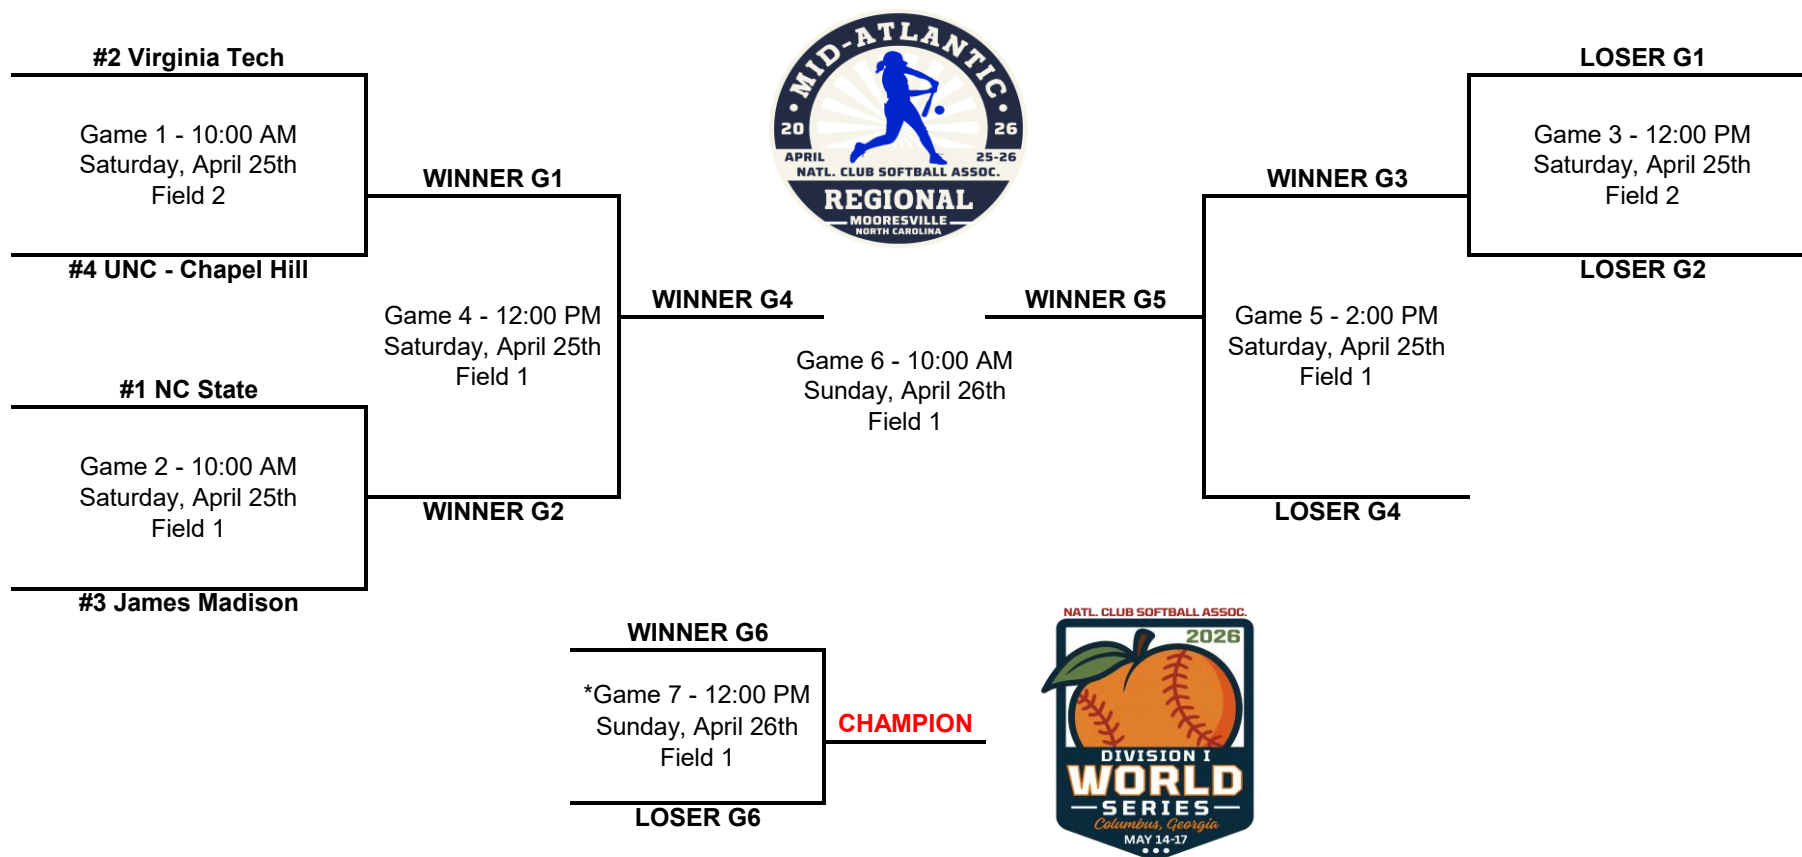 #2 Virginia Tech
Game 1 - 10:00 AM
Saturday, April 25th
Field 2
#4 UNC - Chapel Hill
WINNER G1
#1 NC State
Game 2 - 10:00 AM
Saturday, April 25th
Field 1
#3 James Madison
WINNER G2
Game 4 - 12:00 PM
Saturday, April 25th
Field 1
WINNER G4
MID-ATLANTIC
20 26
APRIL 25-26
NATL. CLUB SOFTBALL ASSOC.
REGIONAL
MOORESVILLE
NORTH CAROLINA
Game 6 - 10:00 AM
Sunday, April 26th
Field 1
WINNER G5
WINNER G3
Game 5 - 2:00 PM
Saturday, April 25th
Field 1
LOSER G4
LOSER G1
Game 3 - 12:00 PM
Saturday, April 25th
Field 2
LOSER G2
WINNER G6
*Game 7 - 12:00 PM
Sunday, April 26th
Field 1
LOSER G6
CHAMPION
NATL. CLUB SOFTBALL ASSOC.
2026
DIVISION I
WORLD
SERIES
Columbus, Georgia
MAY 14-17